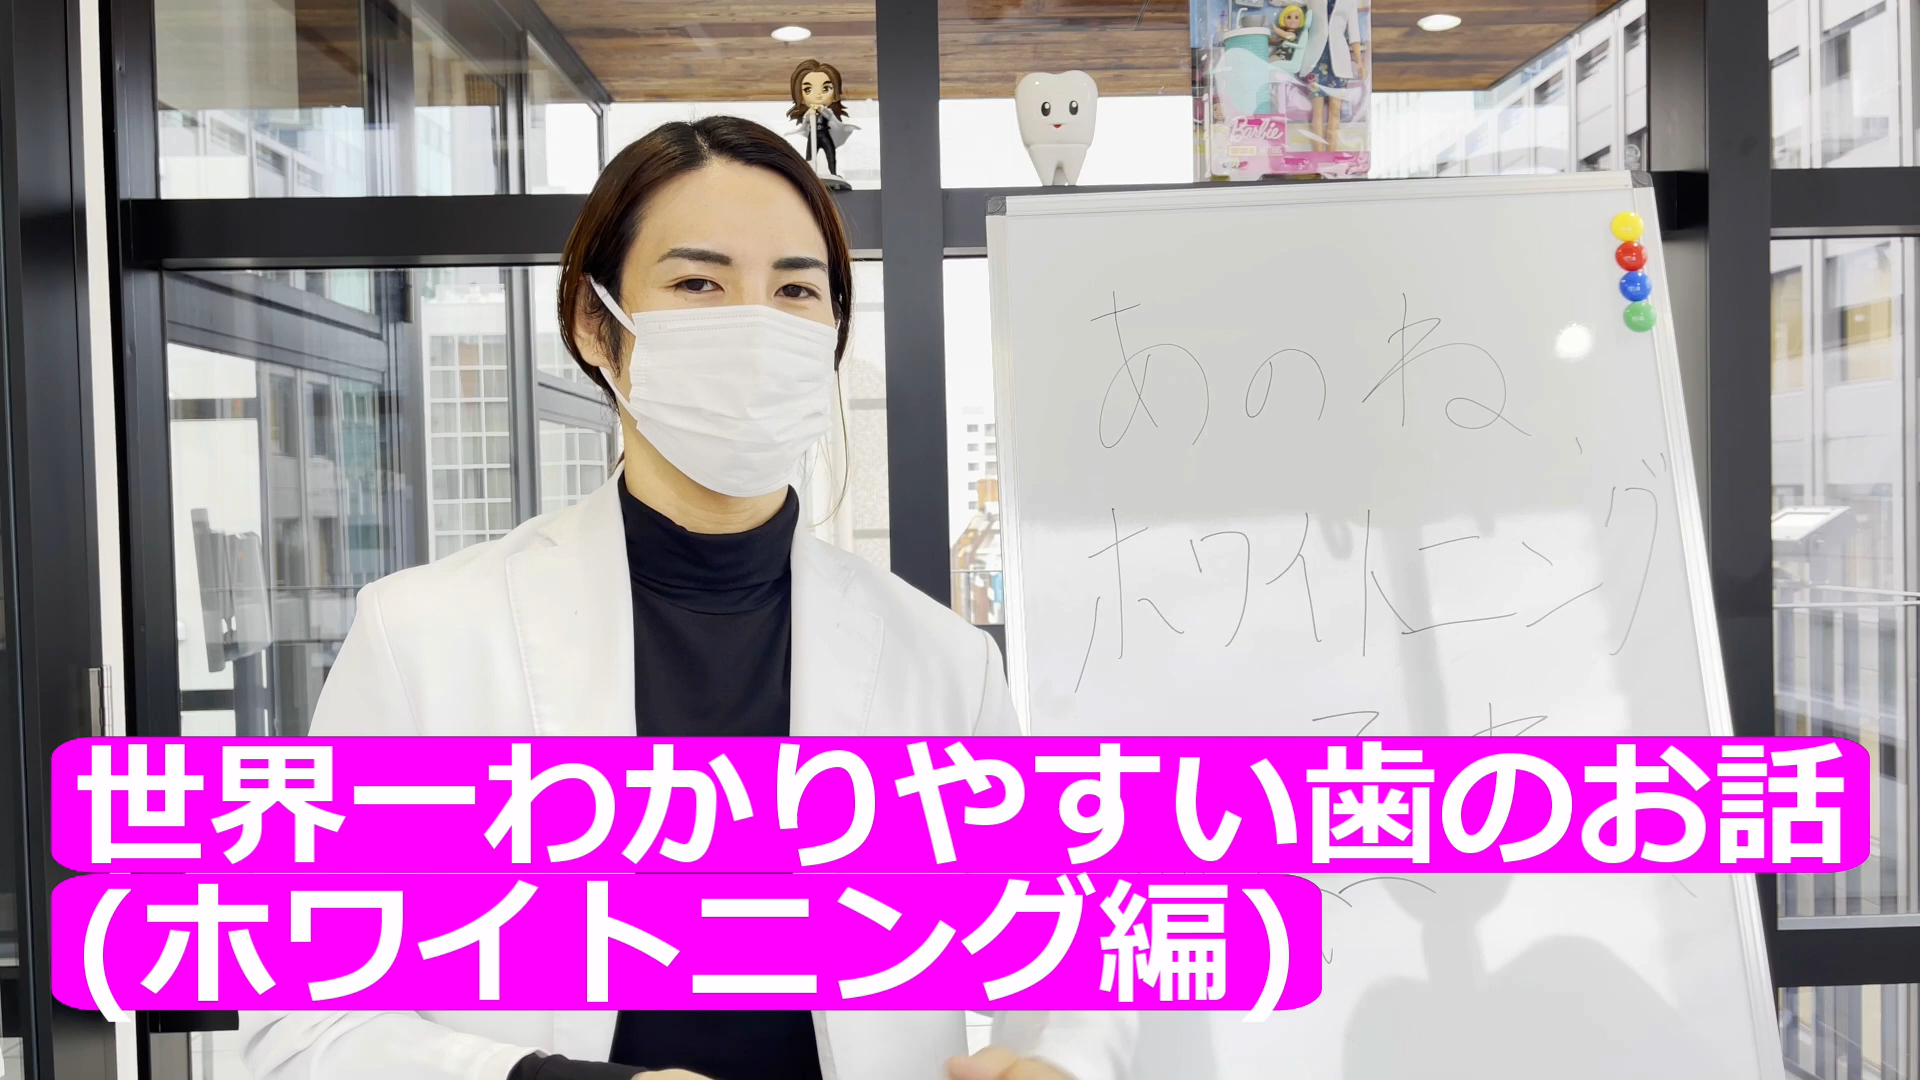 Barbie
あのね、
ホワイトニング
世界一わかりやすい歯のお話
(ホワイトニング編)